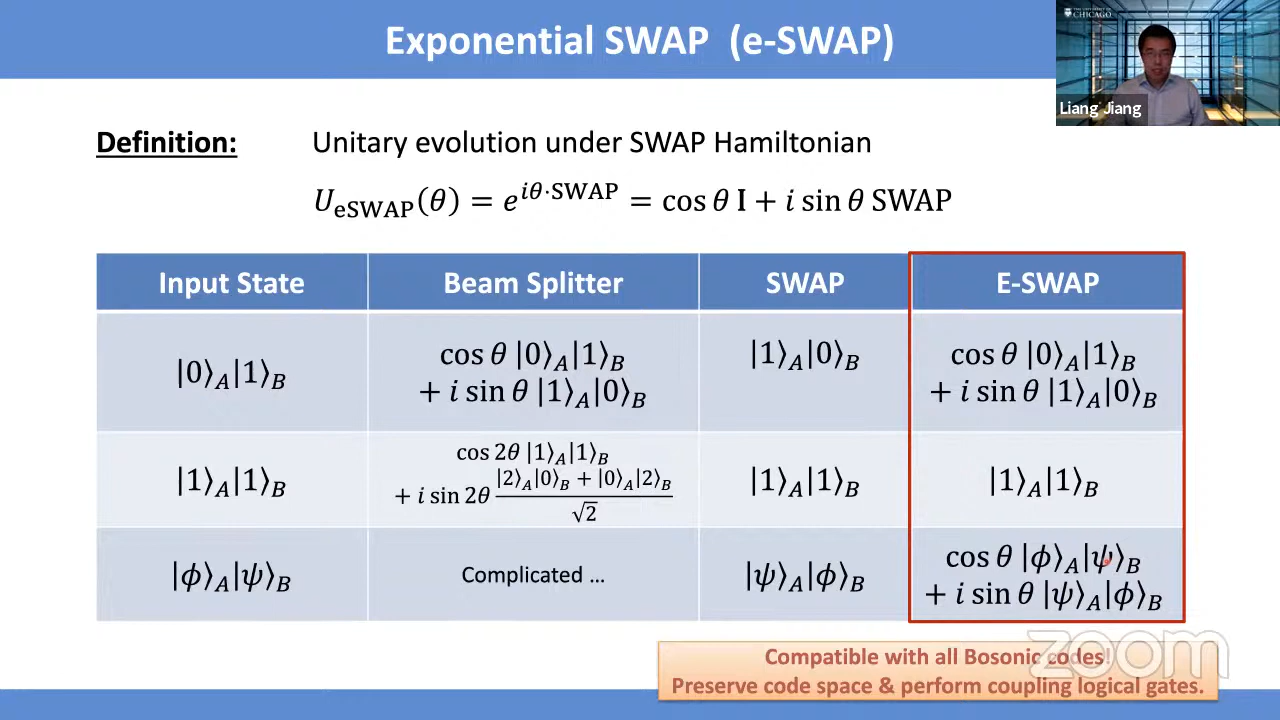 Exponential SWAP (e-SWAP)
THE UNIVERSITY OF
CHICAGO
Liang Jiang
Definition: Unitary evolution under SWAP Hamiltonian
U_eSWAP(θ) = e^{iθ·SWAP} = cos θ I + i sin θ SWAP
Input State Beam Splitter SWAP E-SWAP
|0⟩_A|1⟩_B
cos θ |0⟩_A|1⟩_B
+ i sin θ |1⟩_A|0⟩_B
|1⟩_A|0⟩_B
cos θ |0⟩_A|1⟩_B
+ i sin θ |1⟩_A|0⟩_B
|1⟩_A|1⟩_B
cos 2θ |1⟩_A|1⟩_B
+ i sin 2θ (|2⟩_A|0⟩_B + |0⟩_A|2⟩_B)/√2
|1⟩_A|1⟩_B
|1⟩_A|1⟩_B
|ϕ⟩_A|ψ⟩_B
Complicated ...
|ψ⟩_A|ϕ⟩_B
cos θ |ϕ⟩_A|ψ⟩_B
+ i sin θ |ψ⟩_A|ϕ⟩_B
Compatible with all Bosonic codes!
Preserve code space & perform coupling logical gates.
zoom